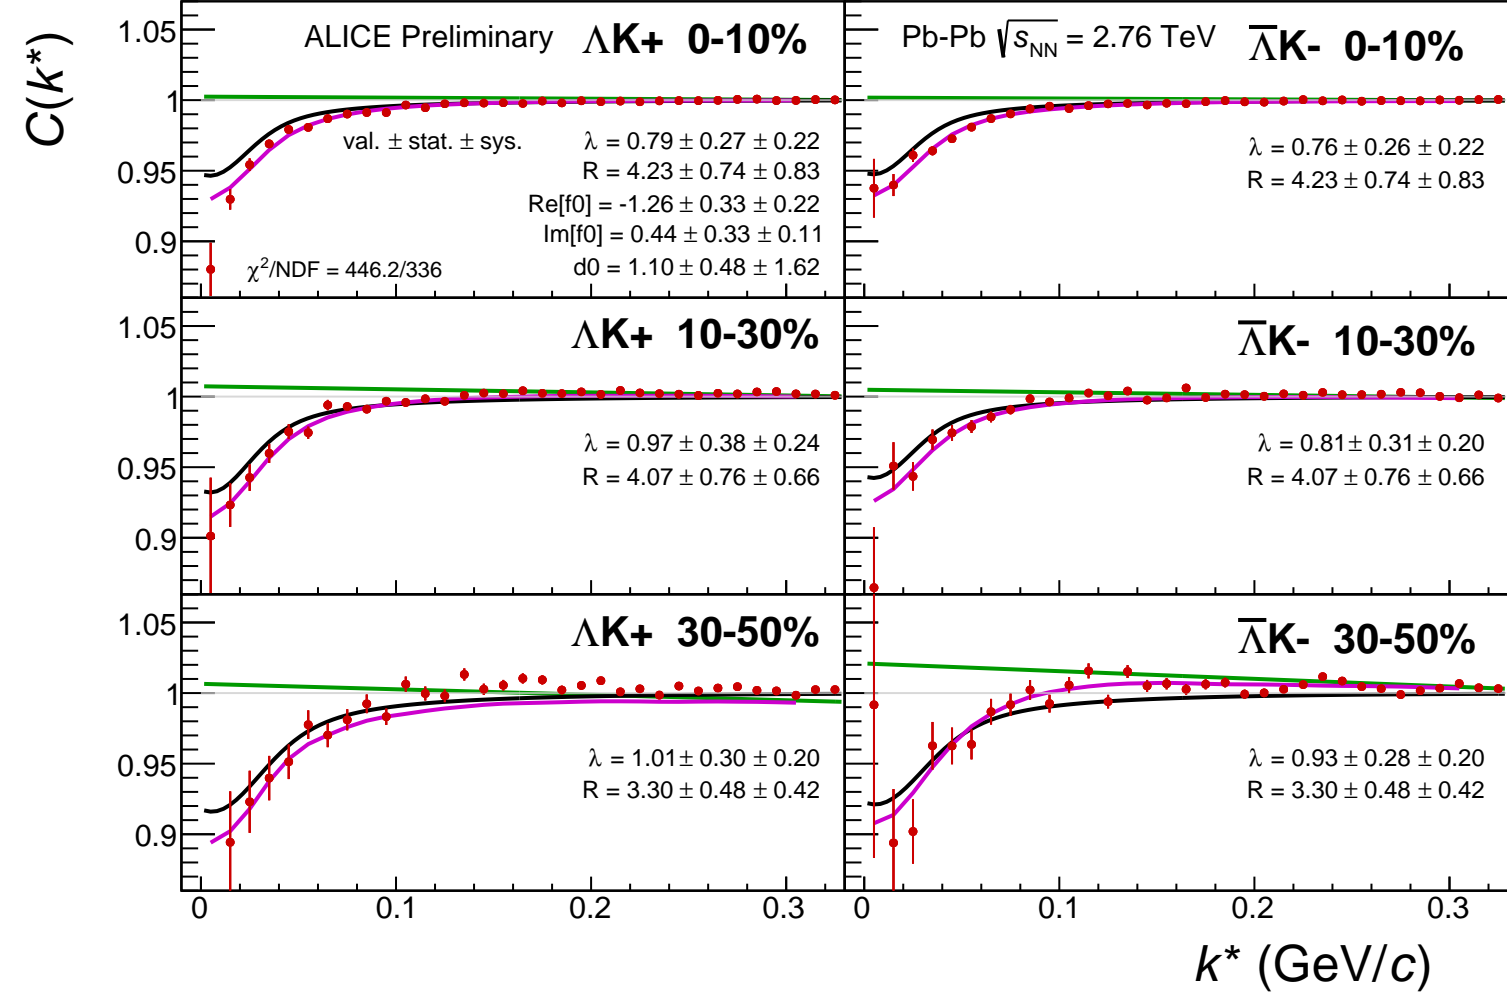 C(k*)
ALICE Preliminary ΛK+ 0-10%
val. ± stat. ± sys.
λ = 0.79 ± 0.27 ± 0.22
R = 4.23 ± 0.74 ± 0.83
Re[f0] = -1.26 ± 0.33 ± 0.22
Im[f0] = 0.44 ± 0.33 ± 0.11
d0 = 1.10 ± 0.48 ± 1.62
χ²/NDF = 446.2/336
1.05
1
0.95
0.9
Pb-Pb √sNN = 2.76 TeV
Λ̅K- 0-10%
λ = 0.76 ± 0.26 ± 0.22
R = 4.23 ± 0.74 ± 0.83
ΛK+ 10-30%
λ = 0.97 ± 0.38 ± 0.24
R = 4.07 ± 0.76 ± 0.66
1.05
1
0.95
0.9
Λ̅K- 10-30%
λ = 0.81 ± 0.31 ± 0.20
R = 4.07 ± 0.76 ± 0.66
ΛK+ 30-50%
λ = 1.01 ± 0.30 ± 0.20
R = 3.30 ± 0.48 ± 0.42
1.05
1
0.95
0.9
Λ̅K- 30-50%
λ = 0.93 ± 0.28 ± 0.20
R = 3.30 ± 0.48 ± 0.42
0 0.1 0.2 0.3
0 0.1 0.2 0.3
k* (GeV/c)